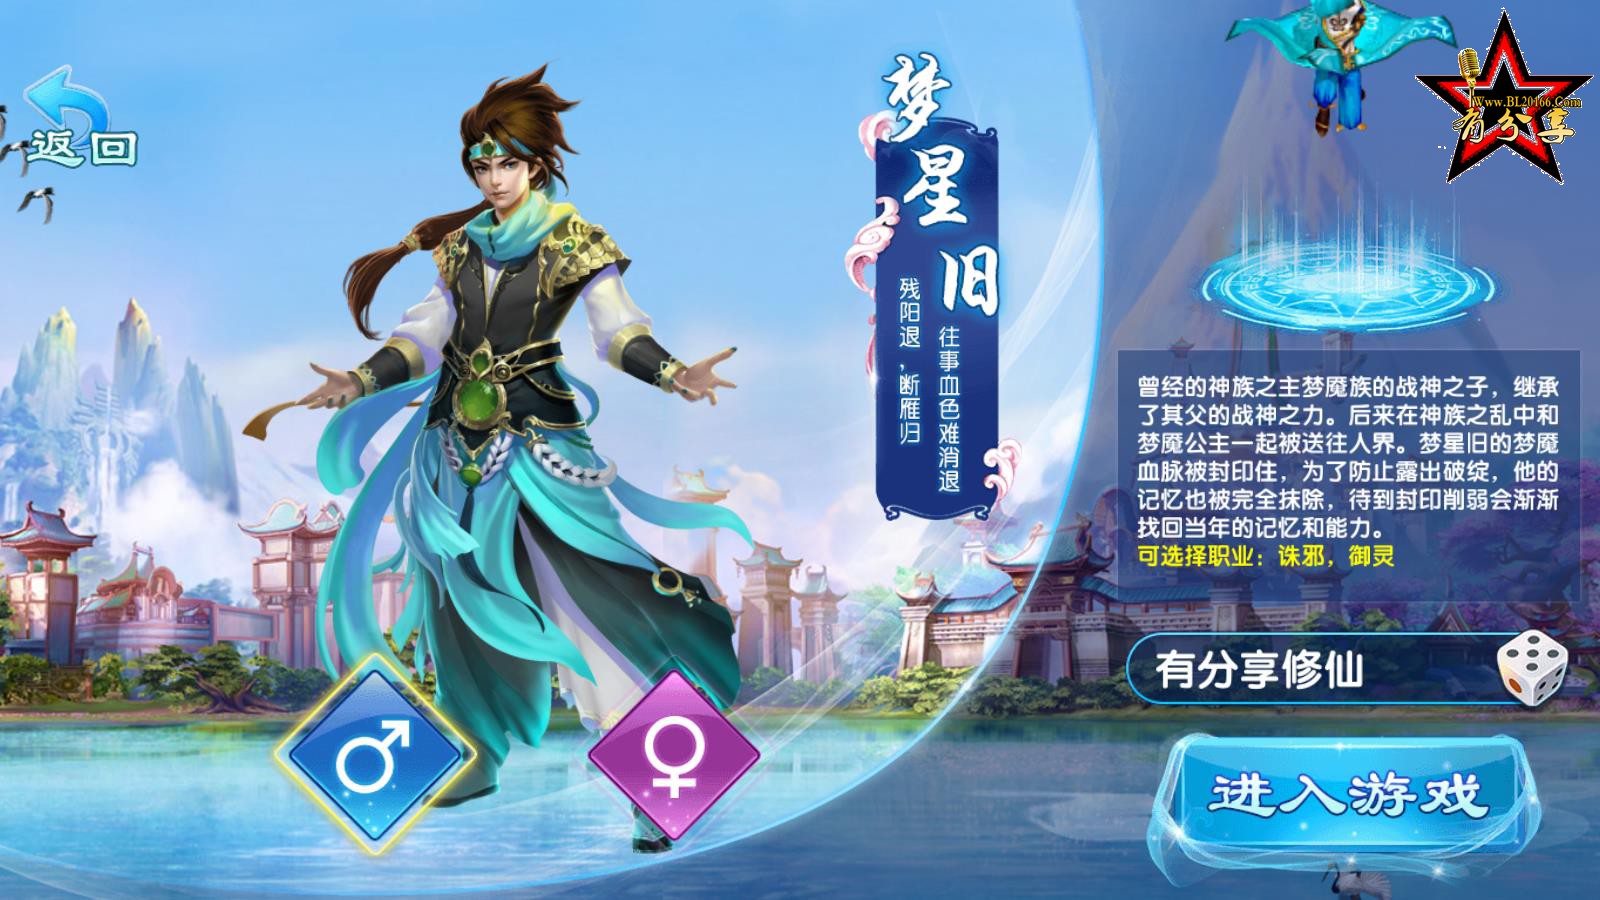 返回
梦星旧
往事血色难消退
残阳退，断雁归
Www.BL20166.Com
有分享
曾经的神族之主梦魇族的战神之子，继承
了其父的战神之力。后来在神族之乱中和
梦魇公主一起被送往人界。梦星旧的梦魇
血脉被封印住，为了防止露出破绽，他的
记忆也被完全抹除，待到封印削弱会渐渐
找回当年的记忆和能力。
可选择职业：诛邪，御灵
有分享修仙
进入游戏